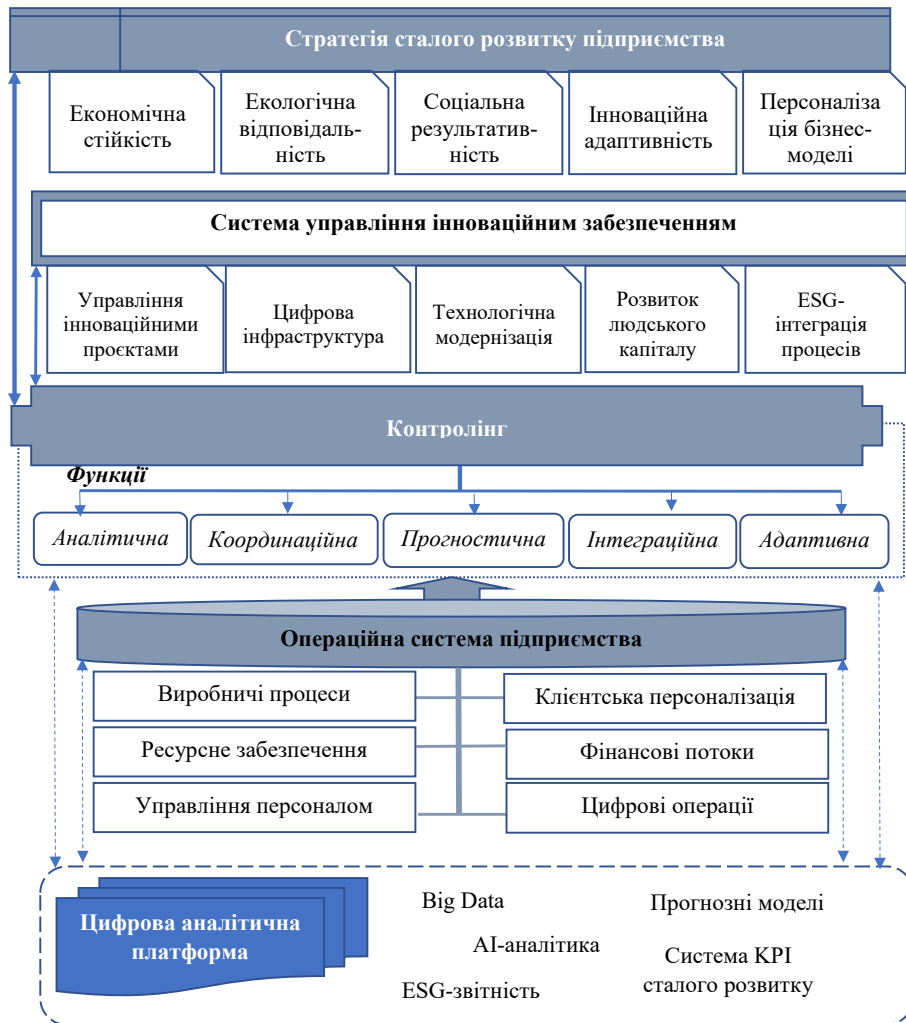 Стратегія сталого розвитку підприємства
Економічна
стійкість
Екологічна
відповідаль-
ність
Соціальна
результатив-
ність
Інноваційна
адаптивність
Персоналіза
ція бізнес-
моделі
Система управління інноваційним забезпеченням
Управління
інноваційними
проєктами
Цифрова
інфраструктура
Технологічна
модернізація
Розвиток
людського
капіталу
ESG-
інтеграція
процесів
Контролінг
Функції
Аналітична
Координаційна
Прогностична
Інтеграційна
Адаптивна
Операційна система підприємства
Виробничі процеси
Клієнтська персоналізація
Ресурсне забезпечення
Фінансові потоки
Управління персоналом
Цифрові операції
Цифрова аналітична
платформа
Big Data
AI-аналітика
ESG-звітність
Прогнозні моделі
Система KPI
сталого розвитку